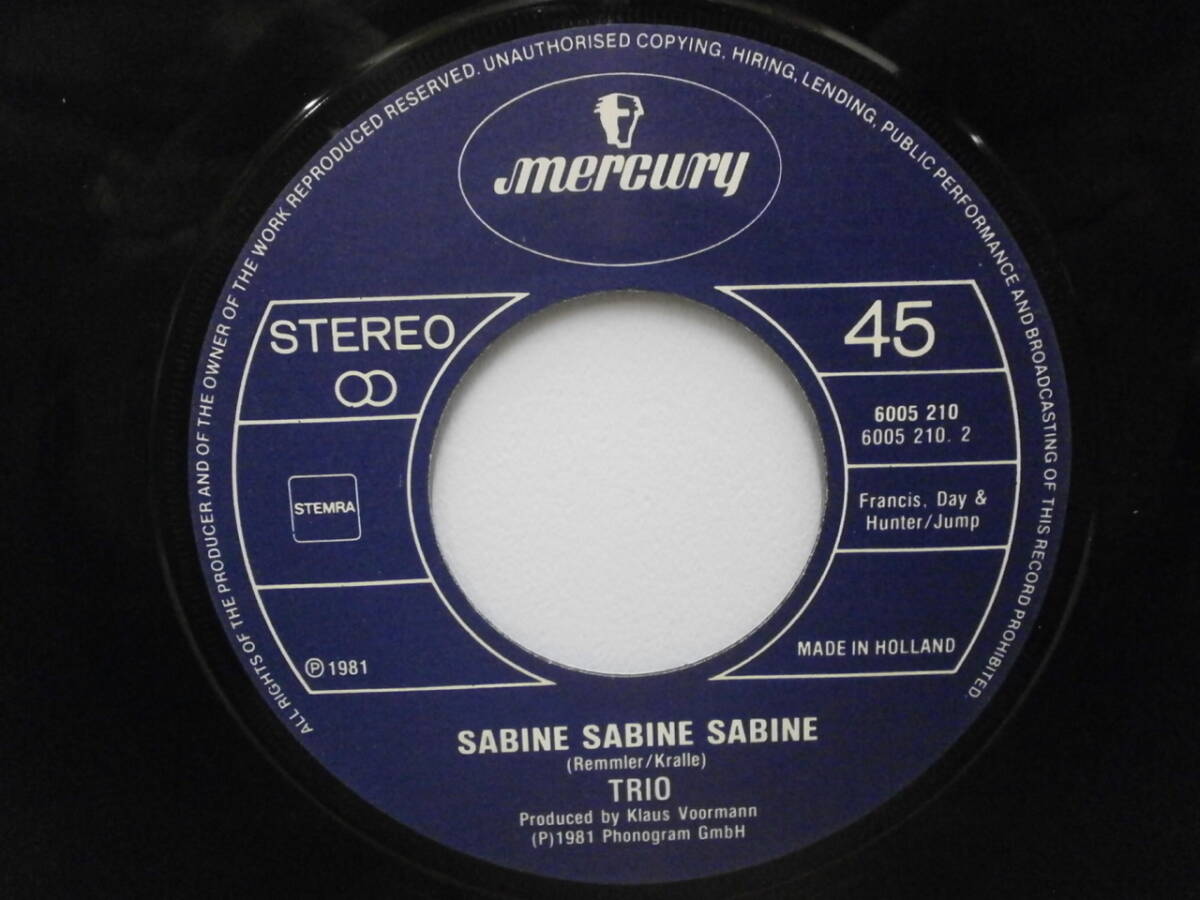 ALL RIGHTS OF THE PRODUCER AND OF THE OWNER OF THE WORK REPRODUCED RESERVED. UNAUTHORISED COPYING, HIRING, LENDING, PUBLIC PERFORMANCE AND BROADCASTING OF THIS RECORD PROHIBITED.
mercury
STEREO
45
6005 210
6005 210. 2
STEMRA
Francis, Day &
Hunter/Jump
℗ 1981
MADE IN HOLLAND
SABINE SABINE SABINE
(Remmler/Kralle)
TRIO
Produced by Klaus Voormann
(P)1981 Phonogram GmbH